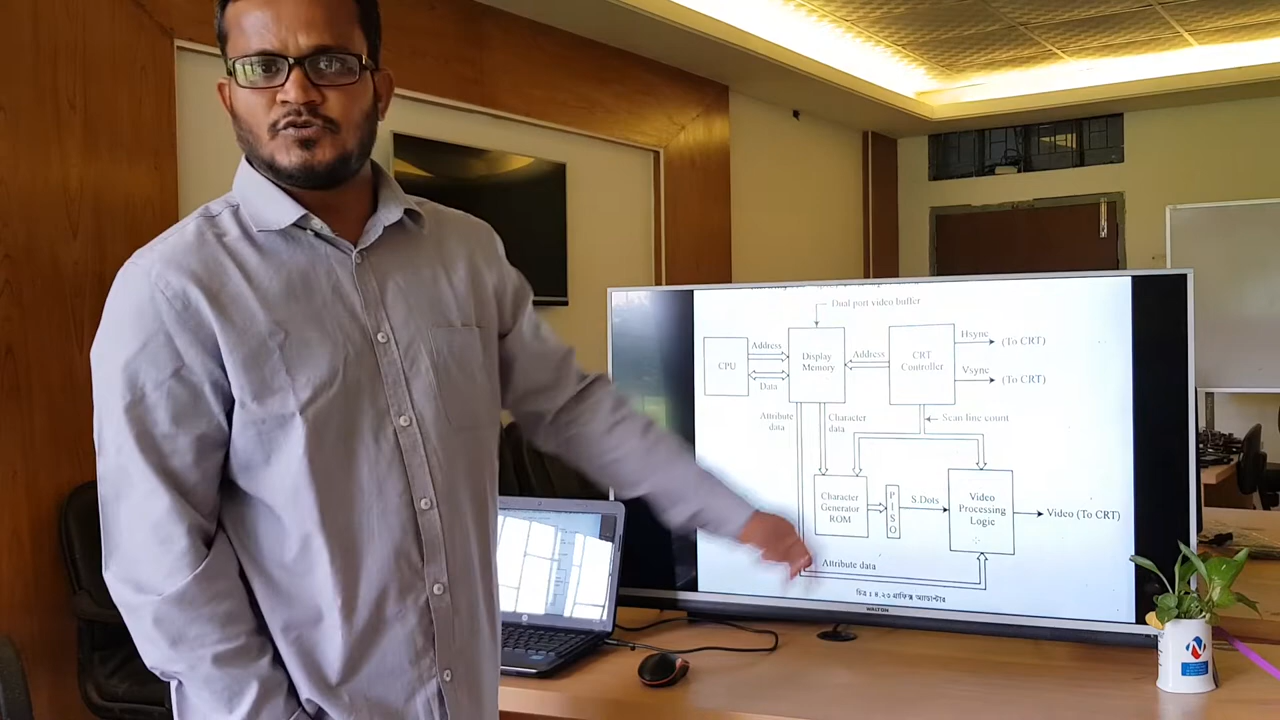 Dual port video buffer
CPU
Address
Data
Display
Memory
Address
CRT
Controller
Hsync
(To CRT)
Vsync
(To CRT)
Attribute
data
Character
data
Scan line count
Character
Generator
ROM
P
I
S
O
S.Dots
Video
Processing
Logic
Video (To CRT)
Attribute data
চিত্র ঃ ৪.২৩ গ্রাফিক্স অ্যাডাপ্টার
WALTON